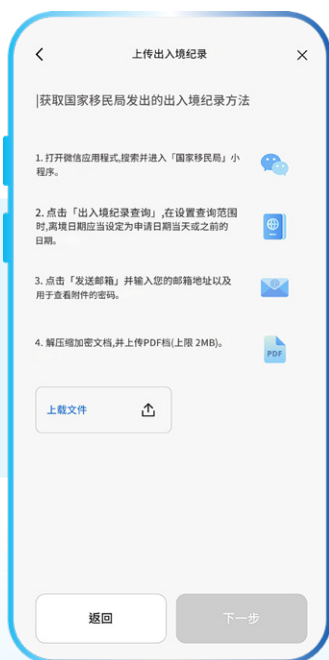 上传出入境纪录
|获取国家移民局发出的出入境纪录方法
1. 打开微信应用程式,搜索并进入「国家移民局」小
程序。
2. 点击「出入境纪录查询」,在设置查询范围
时,离境日期应当设定为申请日期当天或之前的
日期。
3. 点击「发送邮箱」并输入您的邮箱地址以及
用于查看附件的密码。
4. 解压缩加密文档,并上传PDF档(上限 2MB)。
PDF
上载文件
返回
下一步